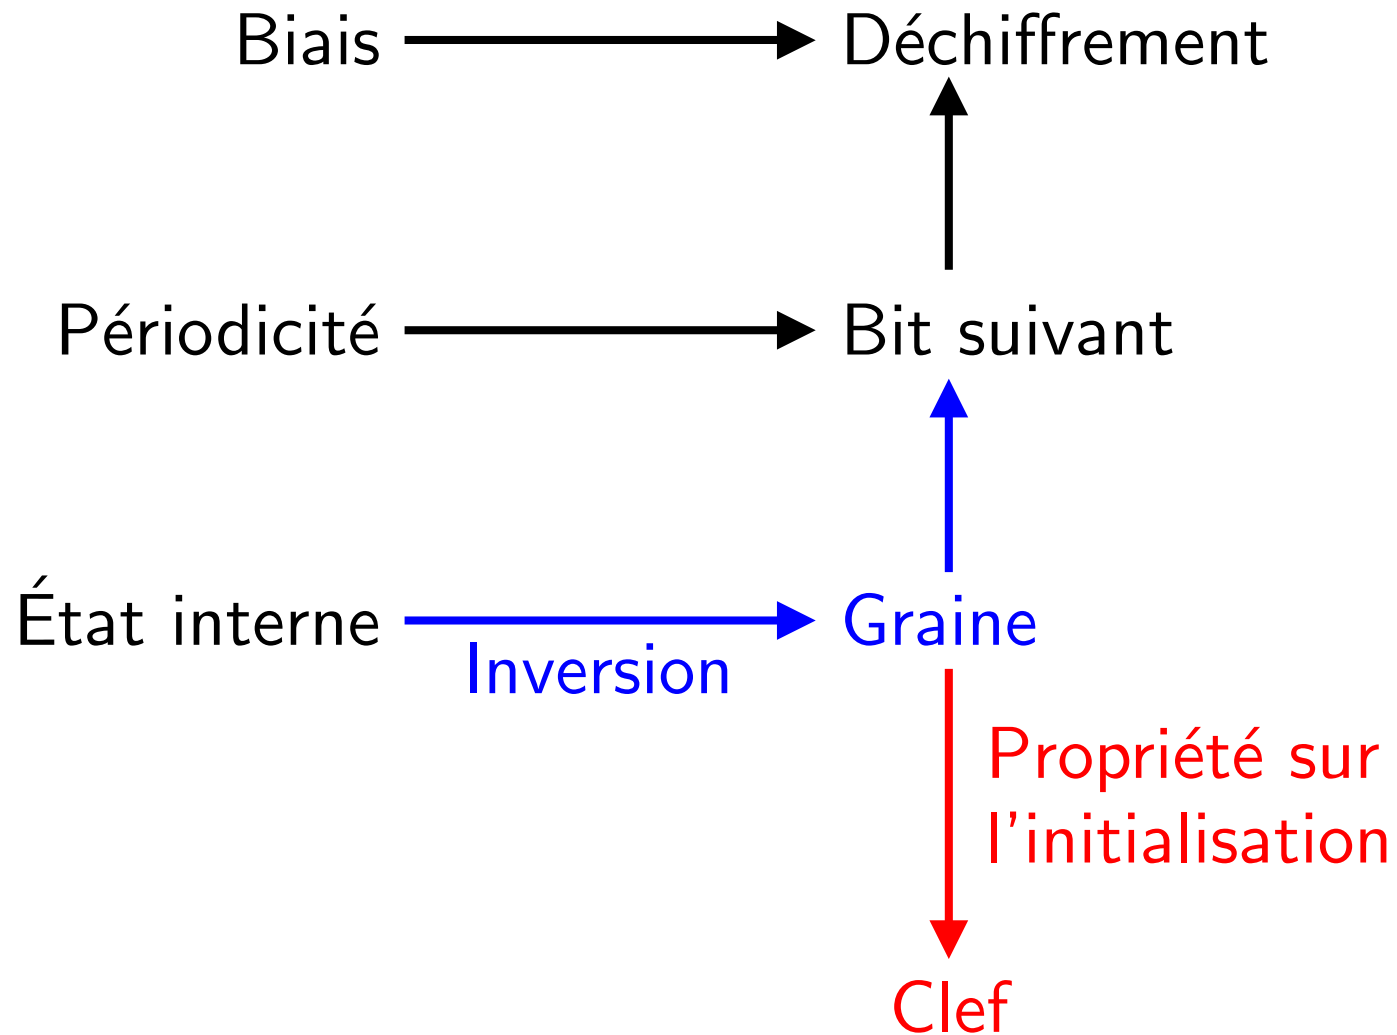 Biais
Déchiffrement
Périodicité
Bit suivant
État interne
Inversion
Graine
Propriété sur
l'initialisation
Clef